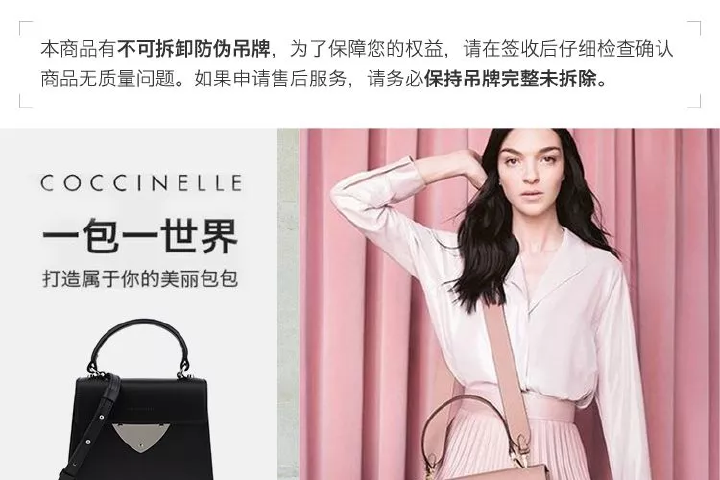 本商品有不可拆卸防伪吊牌，为了保障您的权益，请在签收后仔细检查确认
商品无质量问题。如果申请售后服务，请务必保持吊牌完整未拆除。
COCCINELLE
一包一世界
打造属于你的美丽包包